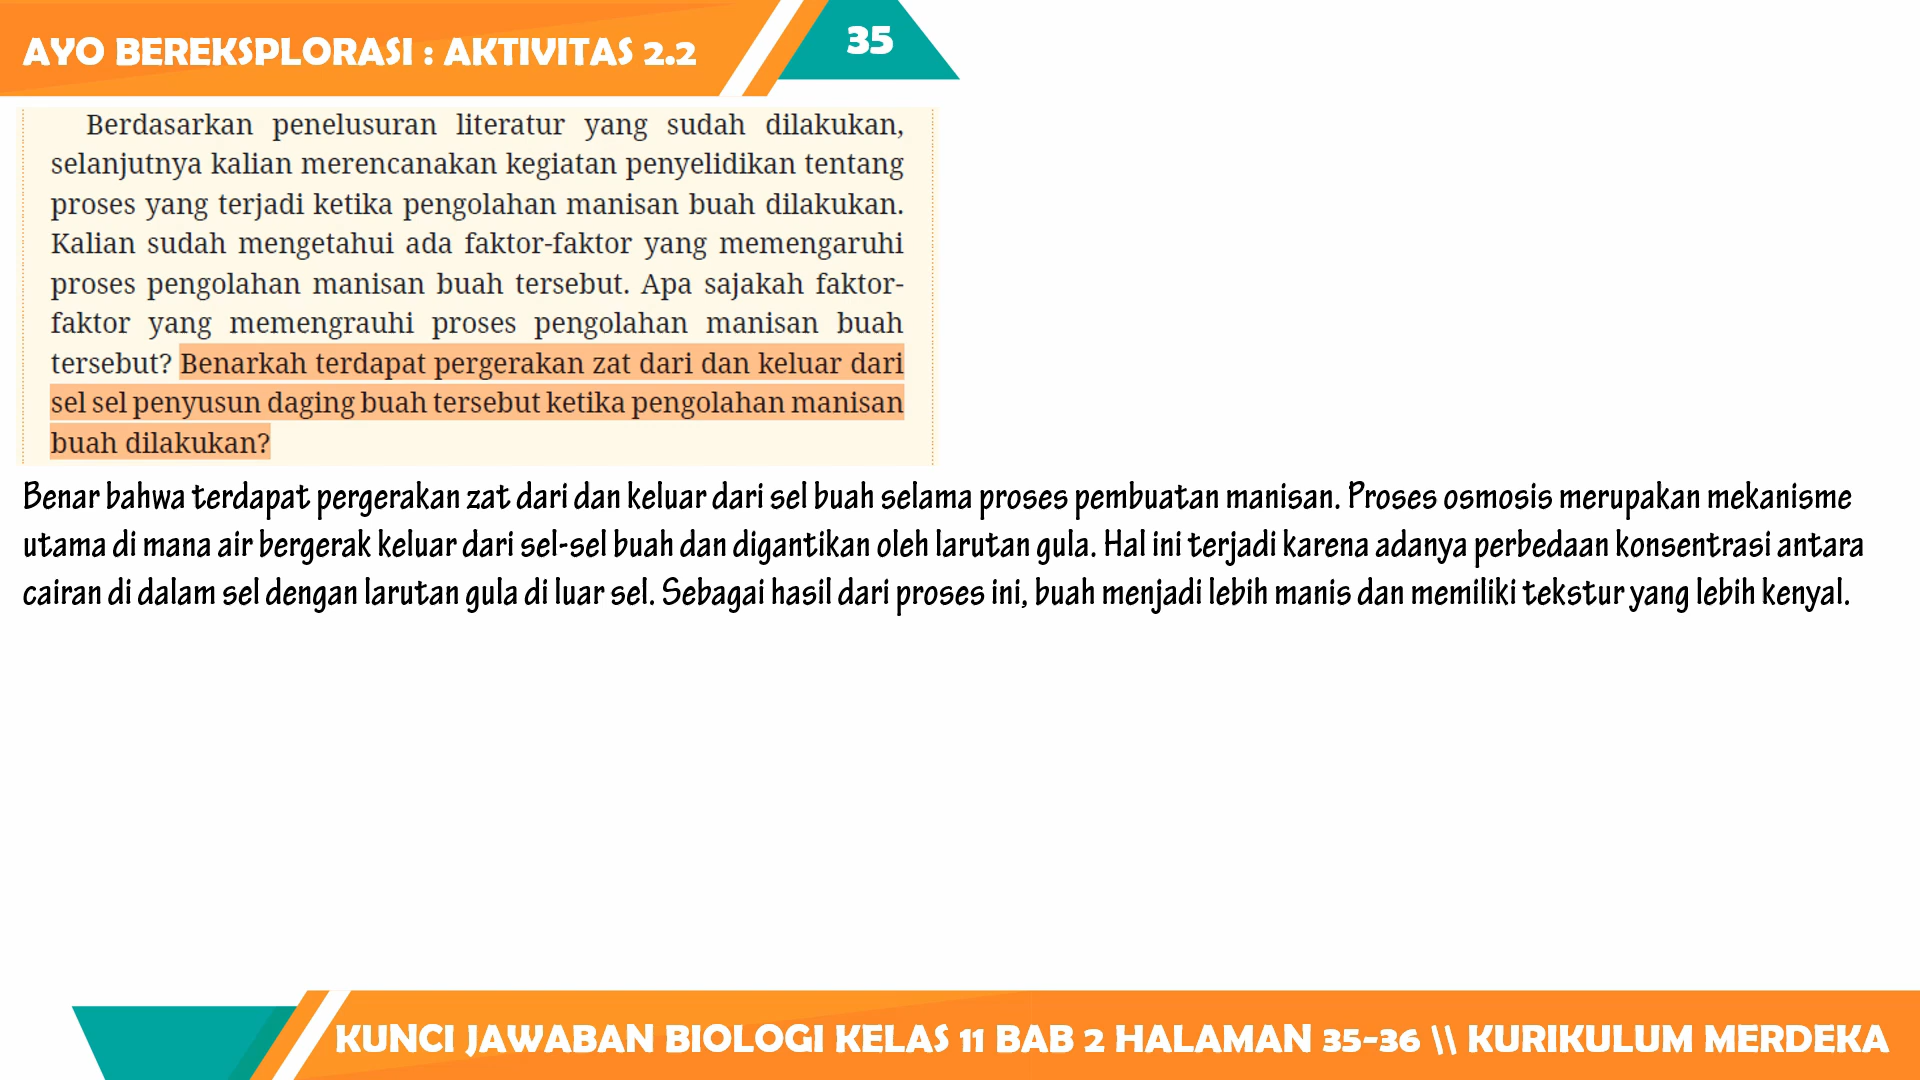 AYO BEREKSPLORASI : AKTIVITAS 2.2
35
Berdasarkan penelusuran literatur yang sudah dilakukan,
selanjutnya kalian merencanakan kegiatan penyelidikan tentang
proses yang terjadi ketika pengolahan manisan buah dilakukan.
Kalian sudah mengetahui ada faktor-faktor yang memengaruhi
proses pengolahan manisan buah tersebut. Apa sajakah faktor-
faktor yang memengrauhi proses pengolahan manisan buah
tersebut? Benarkah terdapat pergerakan zat dari dan keluar dari
sel sel penyusun daging buah tersebut ketika pengolahan manisan
buah dilakukan?
Benar bahwa terdapat pergerakan zat dari dan keluar dari sel buah selama proses pembuatan manisan. Proses osmosis merupakan mekanisme
utama di mana air bergerak keluar dari sel-sel buah dan digantikan oleh larutan gula. Hal ini terjadi karena adanya perbedaan konsentrasi antara
cairan di dalam sel dengan larutan gula di luar sel. Sebagai hasil dari proses ini, buah menjadi lebih manis dan memiliki tekstur yang lebih kenyal.
KUNCI JAWABAN BIOLOGI KELAS 11 BAB 2 HALAMAN 35-36 \\ KURIKULUM MERDEKA